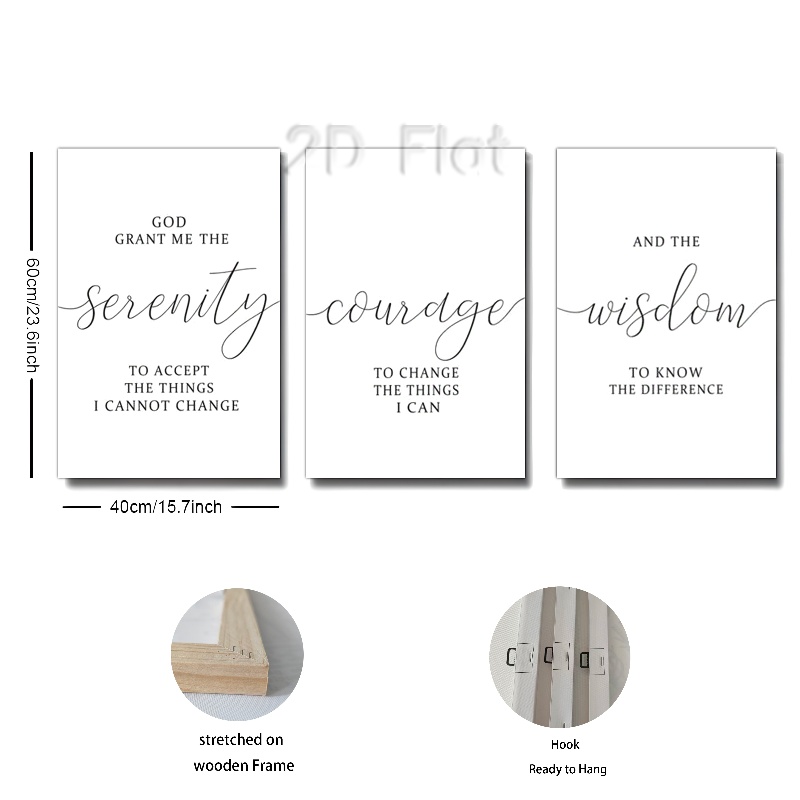 2D Flat
GOD
GRANT ME THE
serenity
TO ACCEPT
THE THINGS
I CANNOT CHANGE
courage
TO CHANGE
THE THINGS
I CAN
AND THE
wisdom
TO KNOW
THE DIFFERENCE
60cm/23.6inch
40cm/15.7inch
stretched on
wooden Frame
Hook
Ready to Hang